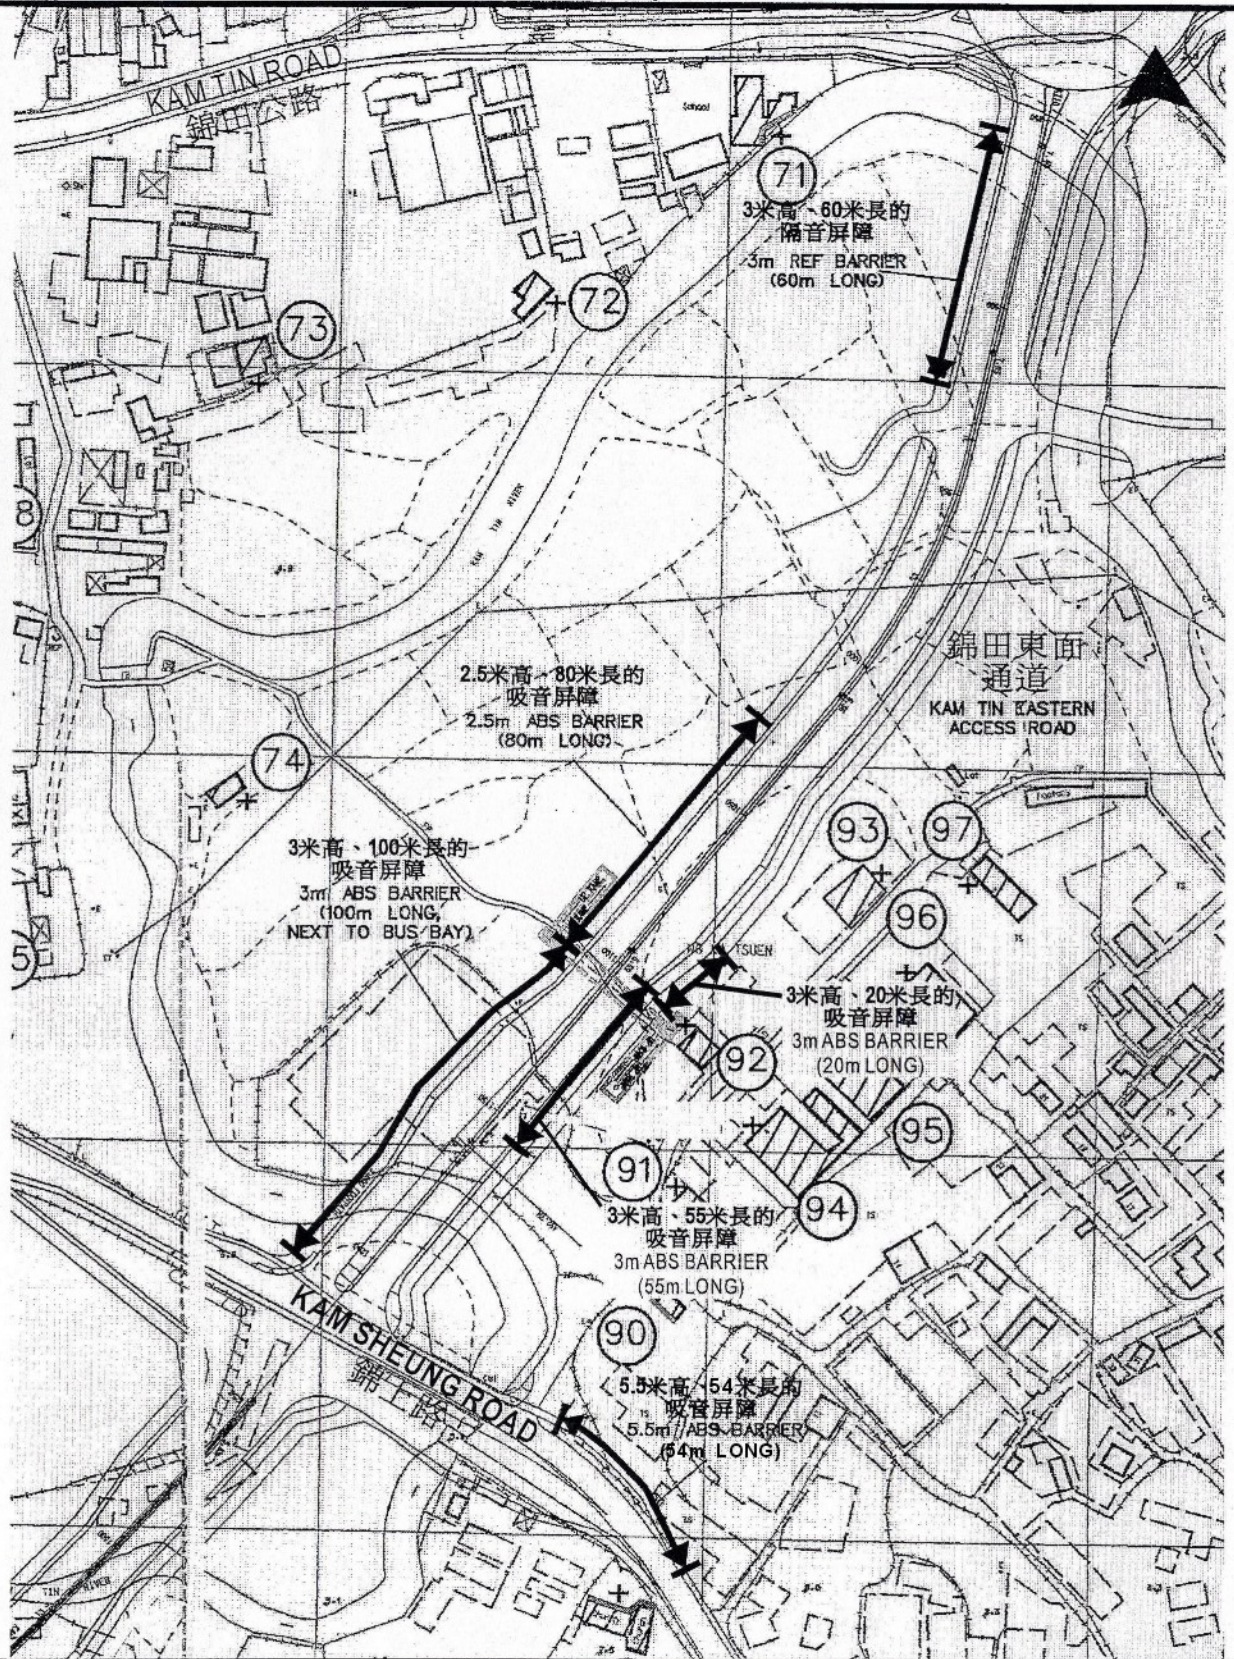 KAM TIN ROAD
錦田公路
School
71
3米高、60米長的
隔音屏障
3m REF BARRIER
(60m LONG)
72
73
8
KAM TIN RIVER
錦田東面
通道
KAM TIN EASTERN
ACCESS ROAD
2.5米高、80米長的
吸音屏障
2.5m ABS BARRIER
(80m LONG)
74
93
97
96
3米高、100米長的
吸音屏障
3m ABS BARRIER
(100m LONG,
NEXT TO BUS BAY)
5
TSUEN
3米高、20米長的
吸音屏障
3m ABS BARRIER
(20m LONG)
92
95
91
94
3米高、55米長的
吸音屏障
3m ABS BARRIER
(55m LONG)
KAM SHEUNG ROAD
錦上路
90
5.5米高、54米長的
吸音屏障
5.5m ABS BARRIER
(54m LONG)
TIN RIVER